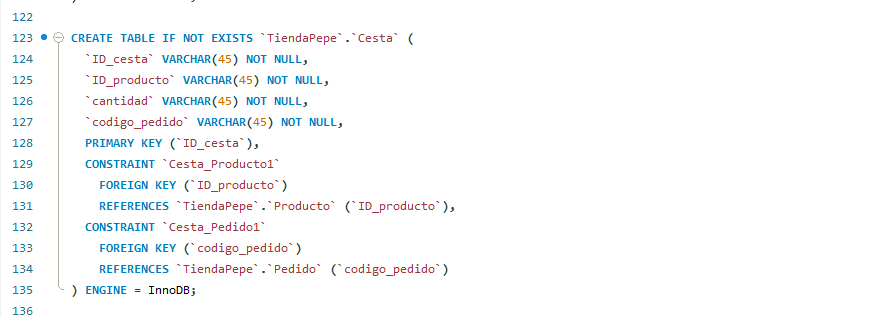 122
123 CREATE TABLE IF NOT EXISTS `TiendaPepe`.`Cesta` (
124 `ID_cesta` VARCHAR(45) NOT NULL,
125 `ID_producto` VARCHAR(45) NOT NULL,
126 `cantidad` VARCHAR(45) NOT NULL,
127 `codigo_pedido` VARCHAR(45) NOT NULL,
128 PRIMARY KEY (`ID_cesta`),
129 CONSTRAINT `Cesta_Producto1`
130 FOREIGN KEY (`ID_producto`)
131 REFERENCES `TiendaPepe`.`Producto` (`ID_producto`),
132 CONSTRAINT `Cesta_Pedido1`
133 FOREIGN KEY (`codigo_pedido`)
134 REFERENCES `TiendaPepe`.`Pedido` (`codigo_pedido`)
135 ) ENGINE = InnoDB;
136